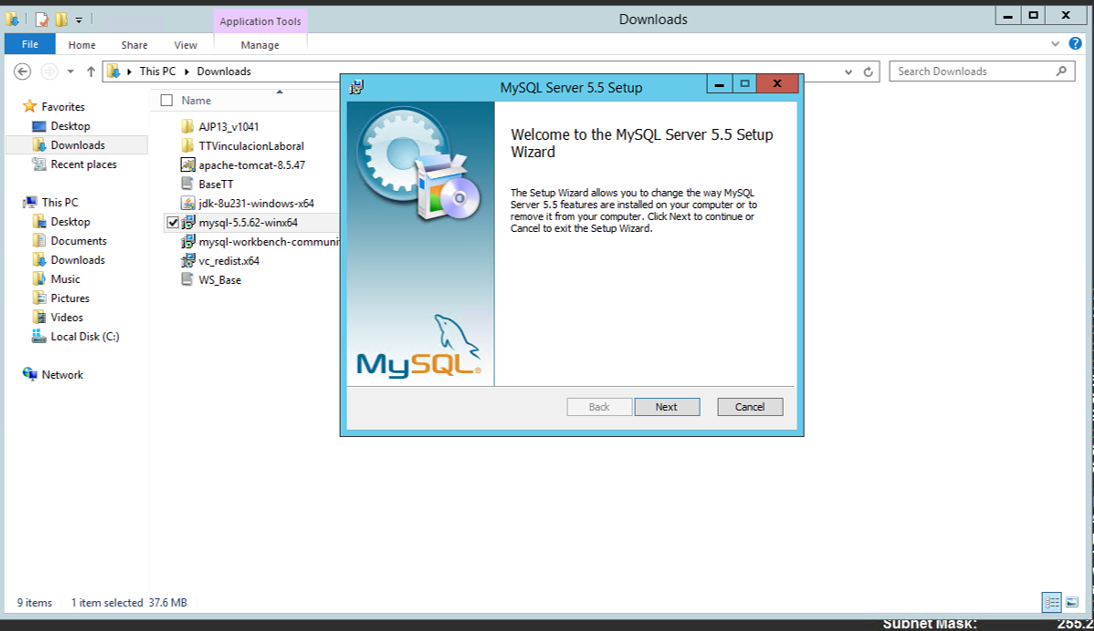 Application Tools
Downloads
File
Home
Share
View
Manage
This PC
Downloads
Search Downloads
Favorites
Desktop
Downloads
Recent places
This PC
Desktop
Documents
Downloads
Music
Pictures
Videos
Local Disk (C:)
Network
Name
AJP13_v1041
TTVinculacionLaboral
apache-tomcat-8.5.47
BaseTT
jdk-8u231-windows-x64
mysql-5.5.62-winx64
mysql-workbench-communi
vc_redist.x64
WS_Base
MySQL Server 5.5 Setup
Welcome to the MySQL Server 5.5 Setup
Wizard
The Setup Wizard allows you to change the way MySQL
Server 5.5 features are installed on your computer or to
remove it from your computer. Click Next to continue or
Cancel to exit the Setup Wizard.
MySQL®
Back
Next
Cancel
9 items
1 item selected 37.6 MB
Subnet Mask:
255.2